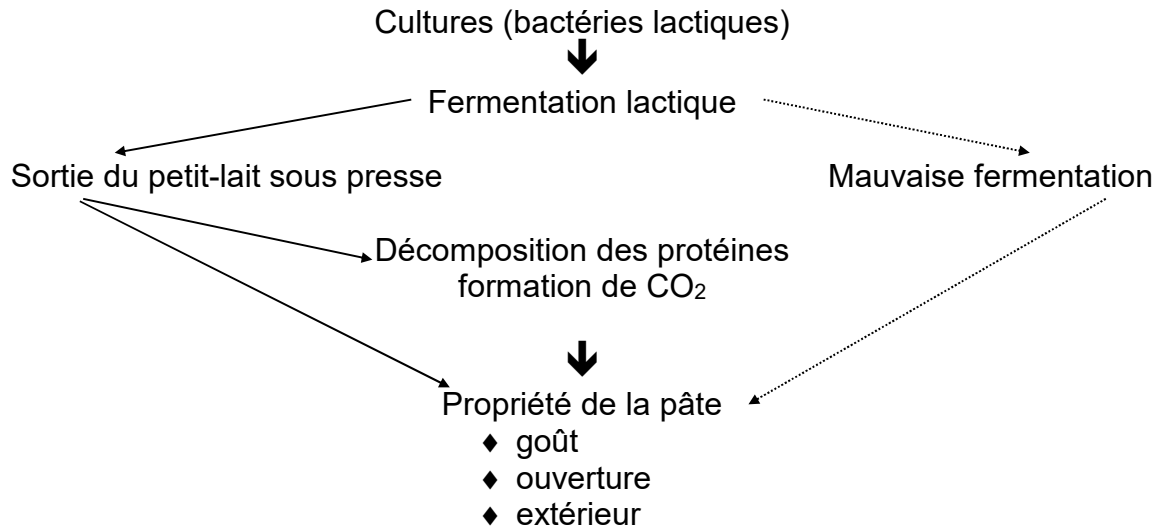 Cultures (bactéries lactiques)
Fermentation lactique
Sortie du petit-lait sous presse
Mauvaise fermentation
Décomposition des protéines
formation de CO₂
Propriété de la pâte
♦ goût
♦ ouverture
♦ extérieur